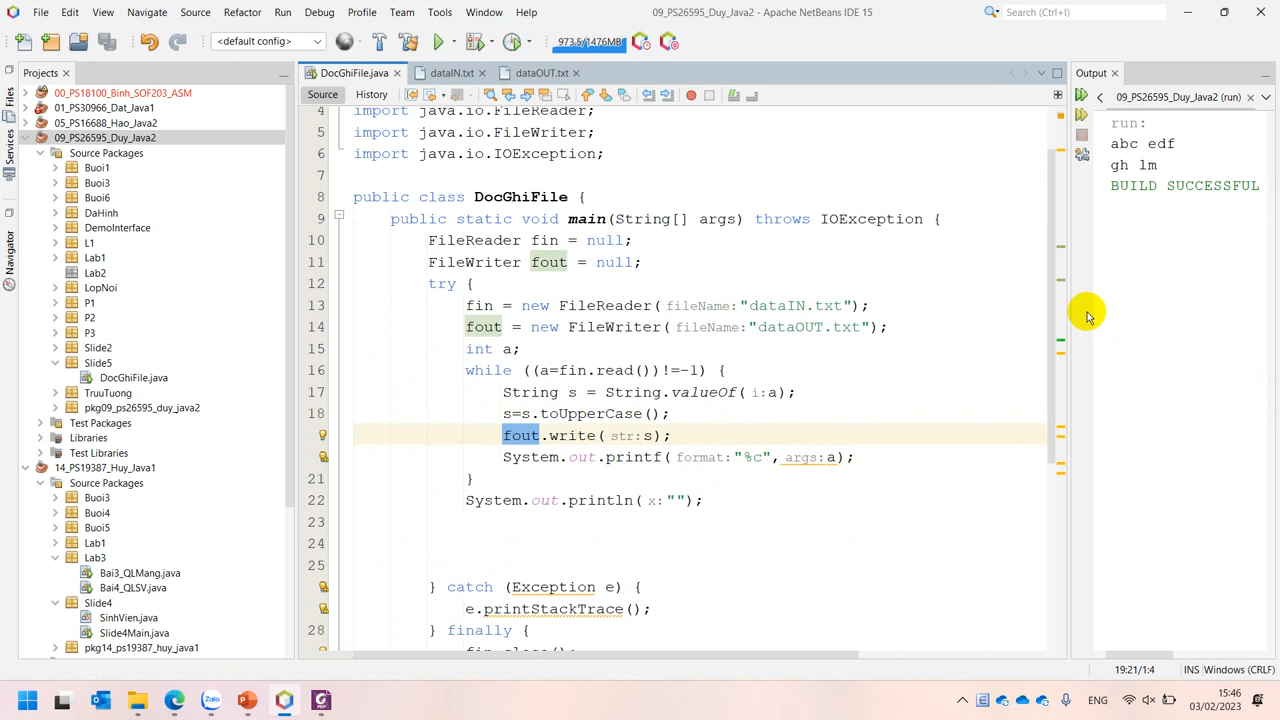 File Edit View Navigate Source Refactor Run Debug Profile Team Tools Window Help
09_PS26595_Duy_Java2 - Apache NetBeans IDE 15
Search (Ctrl+I)
<default config>
973.5/1476MB
Projects
DocGhiFile.java
dataIN.txt
dataOUT.txt
Output
Files
Services
Navigator
00_PS18100_Binh_SOF203_ASM
01_PS30966_Dat_Java1
05_PS16688_Hao_Java2
09_PS26595_Duy_Java2
Source Packages
Buoi1
Buoi3
Buoi6
DaHinh
DemoInterface
L1
Lab1
Lab2
LopNoi
P1
P2
P3
Slide2
Slide5
DocGhiFile.java
TruuTuong
pkg09_ps26595_duy_java2
Test Packages
Libraries
Test Libraries
14_PS19387_Huy_Java1
Source Packages
Buoi3
Buoi4
Buoi5
Lab1
Lab3
Bai3_QLMang.java
Bai4_QLSV.java
Slide4
SinhVien.java
Slide4Main.java
pkg14_ps19387_huy_java1
Source History
4 import java.io.FileReader;
5 import java.io.FileWriter;
6 import java.io.IOException;
7
8 public class DocGhiFile {
9 public static void main(String[] args) throws IOException {
10 FileReader fin = null;
11 FileWriter fout = null;
12 try {
13 fin = new FileReader(fileName:"dataIN.txt");
14 fout = new FileWriter(fileName:"dataOUT.txt");
15 int a;
16 while ((a=fin.read())!=-1) {
17 String s = String.valueOf(i:a);
18 s=s.toUpperCase();
fout.write(str:s);
System.out.printf(format:"%c",args:a);
21 }
22 System.out.println(x:"");
23
24
25
} catch (Exception e) {
e.printStackTrace();
28 } finally {
fin.close();
09_PS26595_Duy_Java2 (run)
run:
abc edf
gh lm
BUILD SUCCESSFUL
19:21/1:4
INS
Windows (CRLF)
Zalo
ENG
15:46
03/02/2023